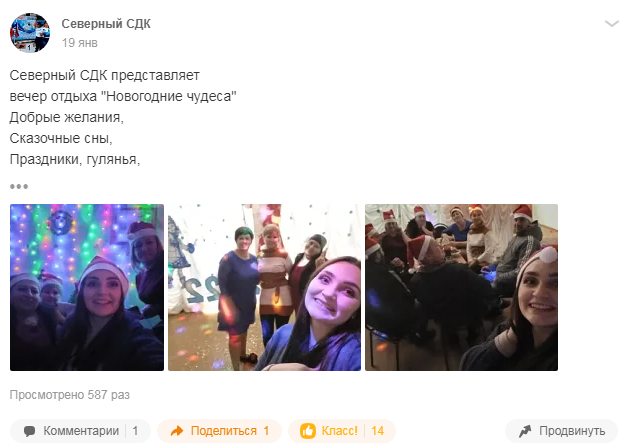 Северный СДК
19 янв
Северный СДК представляет
вечер отдыха "Новогодние чудеса"
Добрые желания,
Сказочные сны,
Праздники, гулянья,
•••
22
Просмотрено 587 раз
Комментарии 1
Поделиться 1
Класс! 14
Продвинуть